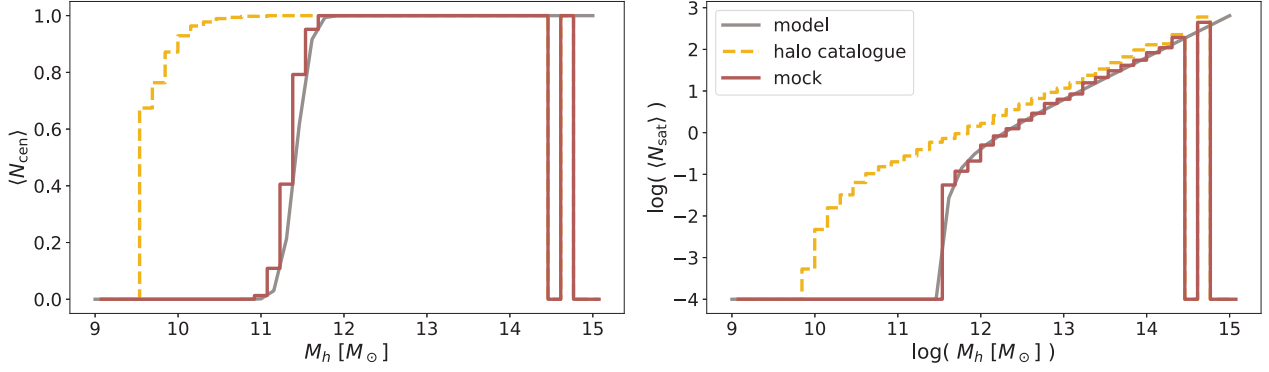 ⟨N_cen⟩
1.0
0.8
0.6
0.4
0.2
0.0
9 10 11 12 13 14 15
M_h [M_⊙]
log( ⟨N_sat⟩ )
3
2
1
0
−1
−2
−3
−4
9 10 11 12 13 14 15
log( M_h [M_⊙] )
model
halo catalogue
mock